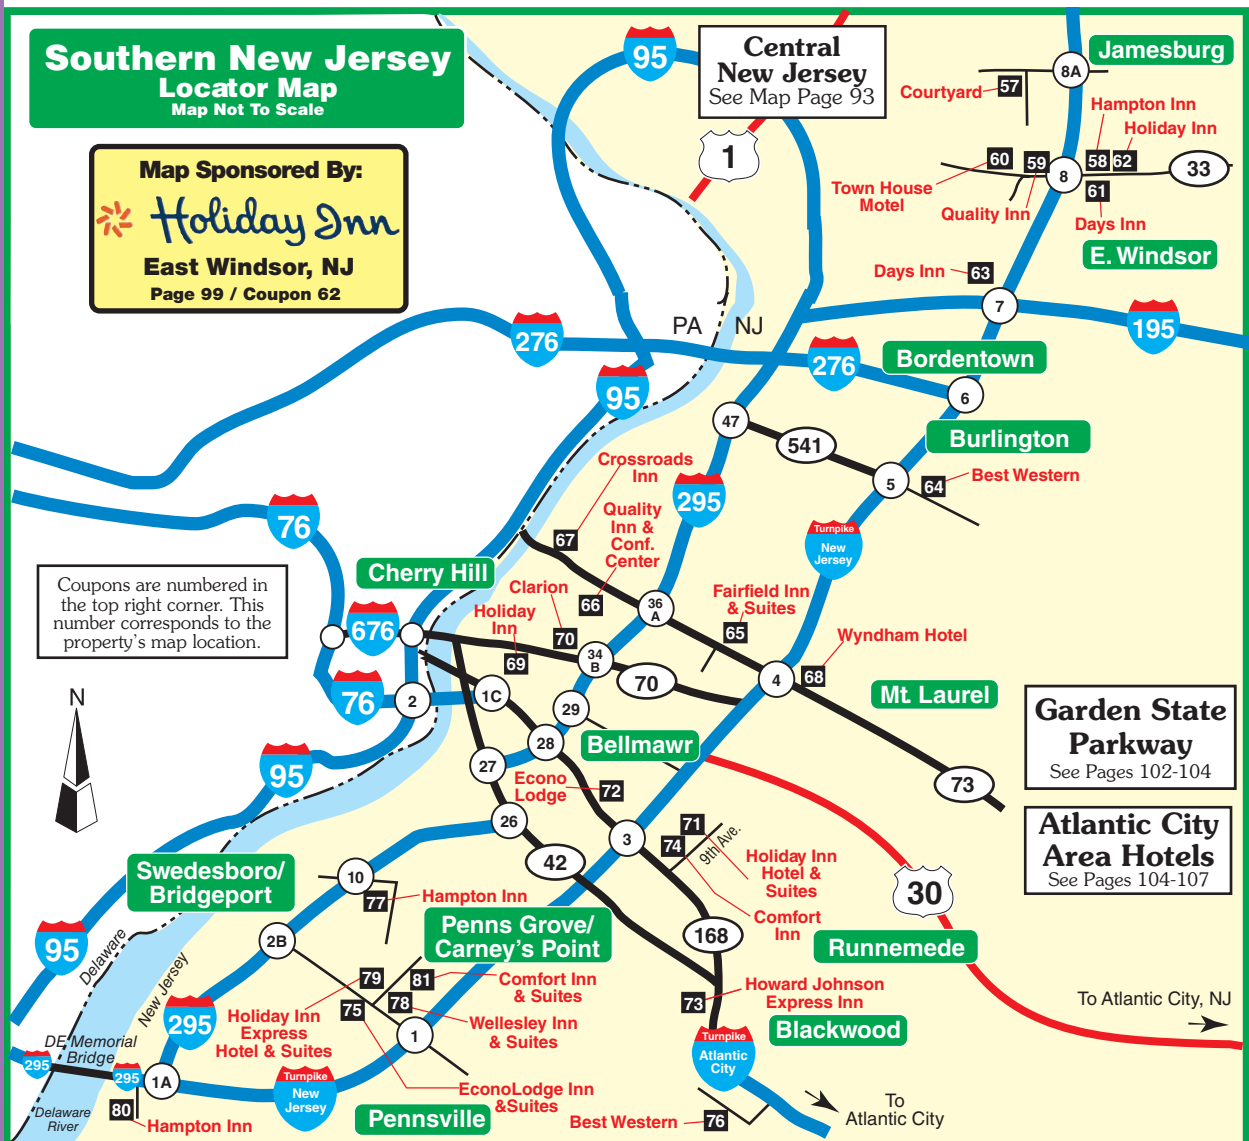 Southern New Jersey
Locator Map
Map Not To Scale
Map Sponsored By:
Holiday Inn
East Windsor, NJ
Page 99 / Coupon 62
95
Central
New Jersey
See Map Page 93
1
8A
Jamesburg
Courtyard
57
Hampton Inn
Holiday Inn
60
59
8
58
62
33
Town House
Motel
61
Quality Inn
Days Inn
E. Windsor
Days Inn
63
7
195
PA
NJ
276
276
Bordentown
95
6
47
541
Burlington
Crossroads
Inn
5
64
Best Western
295
Quality
Inn &
Conf.
Center
76
67
Turnpike
New
Jersey
Cherry Hill
Coupons are numbered in
the top right corner. This
number corresponds to the
property's map location.
Clarion
66
36
A
Fairfield Inn
& Suites
Holiday
Inn
676
70
65
Wyndham Hotel
69
34
B
70
4
68
Mt. Laurel
N
76
2
1C
29
Garden State
Parkway
See Pages 102-104
28
Bellmawr
95
27
Econo
Lodge
72
73
26
3
71
74
9th Ave.
Atlantic City
Area Hotels
See Pages 104-107
Swedesboro/
Bridgeport
42
Holiday Inn
Hotel &
Suites
10
77
Hampton Inn
30
Comfort
Inn
Penns Grove/
Carney's Point
168
Runnemede
95
Delaware
2B
New Jersey
79
81
Comfort Inn
& Suites
Howard Johnson
Express Inn
73
78
75
Blackwood
To Atlantic City, NJ
295
Holiday Inn
Express
Hotel & Suites
Wellesley Inn
& Suites
1
DE Memorial
Bridge
295
295
1A
Turnpike
New
Jersey
Turnpike
Atlantic
City
EconoLodge Inn
&Suites
80
Delaware
River
Hampton Inn
Pennsville
Best Western
76
To
Atlantic City